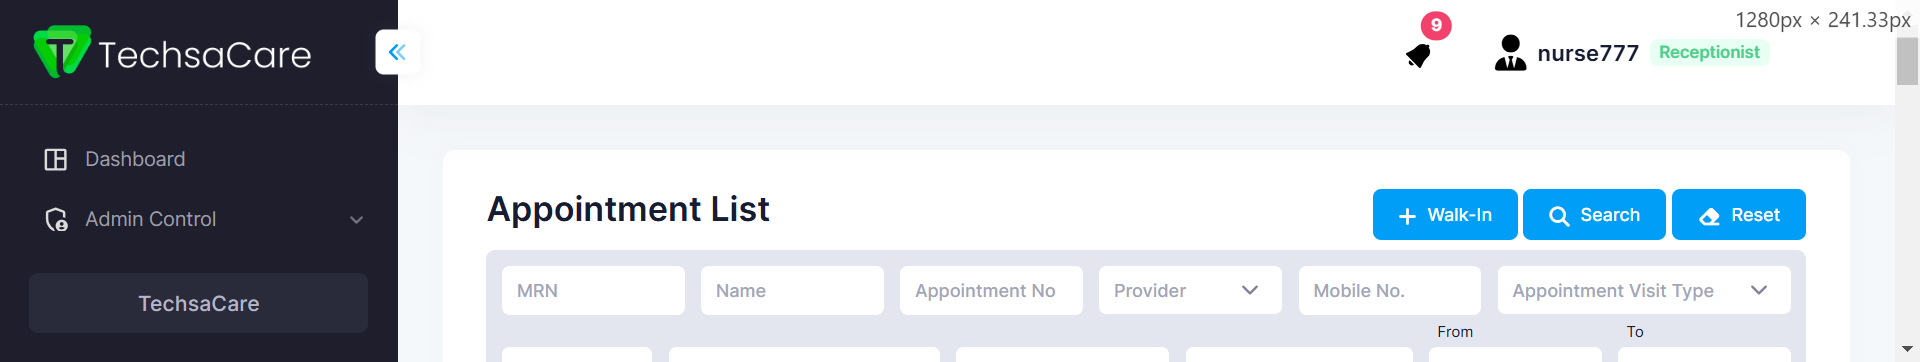 TechsaCare
9
nurse777 Receptionist
1280px × 241.33px
Dashboard
Admin Control
TechsaCare
Appointment List
Walk-In
Search
Reset
MRN
Name
Appointment No
Provider
Mobile No.
Appointment Visit Type
From
To